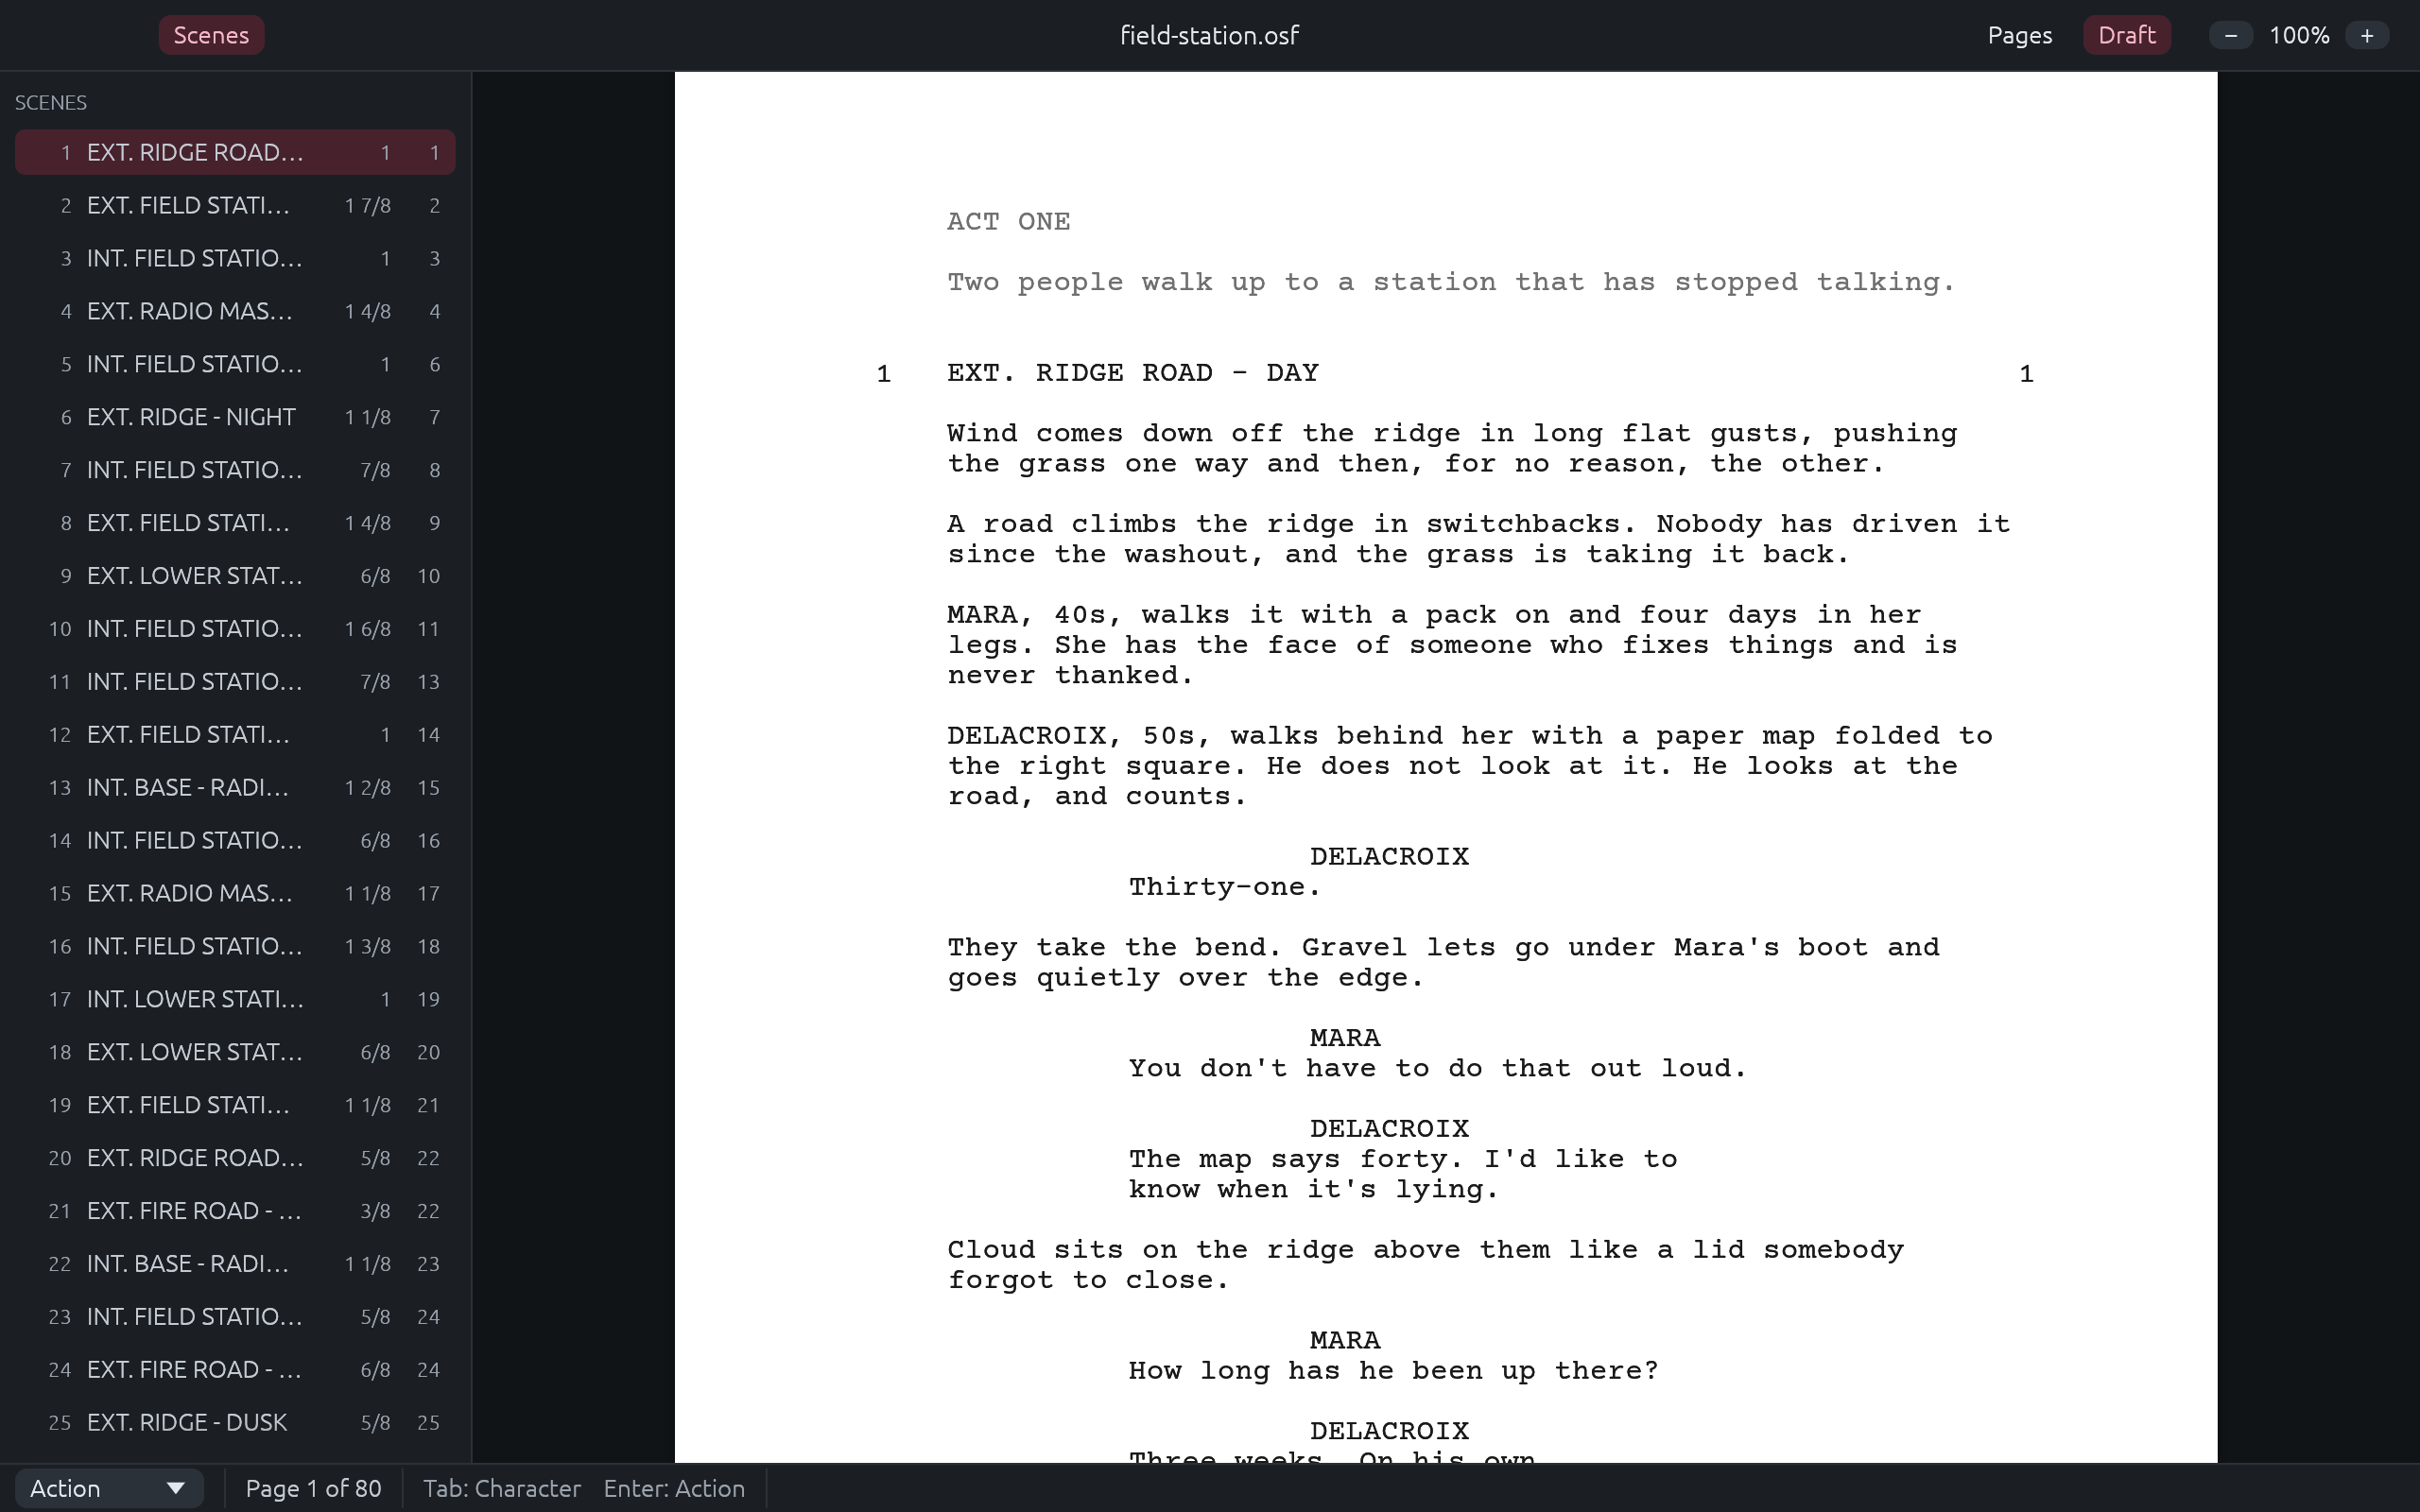 Scenes
field-station.osf
Pages Draft − 100% +
SCENES
1 EXT. RIDGE ROAD… 1 1
2 EXT. FIELD STATI… 1 7/8 2
3 INT. FIELD STATIO… 1 3
4 EXT. RADIO MAS… 1 4/8 4
5 INT. FIELD STATIO… 1 6
6 EXT. RIDGE - NIGHT 1 1/8 7
7 INT. FIELD STATIO… 7/8 8
8 EXT. FIELD STATI… 1 4/8 9
9 EXT. LOWER STAT… 6/8 10
10 INT. FIELD STATIO… 1 6/8 11
11 INT. FIELD STATIO… 7/8 13
12 EXT. FIELD STATI… 1 14
13 INT. BASE - RADI… 1 2/8 15
14 INT. FIELD STATIO… 6/8 16
15 EXT. RADIO MAS… 1 1/8 17
16 INT. FIELD STATIO… 1 3/8 18
17 INT. LOWER STATI… 1 19
18 EXT. LOWER STAT… 6/8 20
19 EXT. FIELD STATI… 1 1/8 21
20 EXT. RIDGE ROAD… 5/8 22
21 EXT. FIRE ROAD - … 3/8 22
22 INT. BASE - RADI… 1 1/8 23
23 INT. FIELD STATIO… 5/8 24
24 EXT. FIRE ROAD - … 6/8 24
25 EXT. RIDGE - DUSK 5/8 25
ACT ONE
Two people walk up to a station that has stopped talking.
1 EXT. RIDGE ROAD - DAY 1
Wind comes down off the ridge in long flat gusts, pushing
the grass one way and then, for no reason, the other.
A road climbs the ridge in switchbacks. Nobody has driven it
since the washout, and the grass is taking it back.
MARA, 40s, walks it with a pack on and four days in her
legs. She has the face of someone who fixes things and is
never thanked.
DELACROIX, 50s, walks behind her with a paper map folded to
the right square. He does not look at it. He looks at the
road, and counts.
DELACROIX
Thirty-one.
They take the bend. Gravel lets go under Mara's boot and
goes quietly over the edge.
MARA
You don't have to do that out loud.
DELACROIX
The map says forty. I'd like to
know when it's lying.
Cloud sits on the ridge above them like a lid somebody
forgot to close.
MARA
How long has he been up there?
DELACROIX
Three weeks. On his own
Action Page 1 of 80 Tab: Character Enter: Action